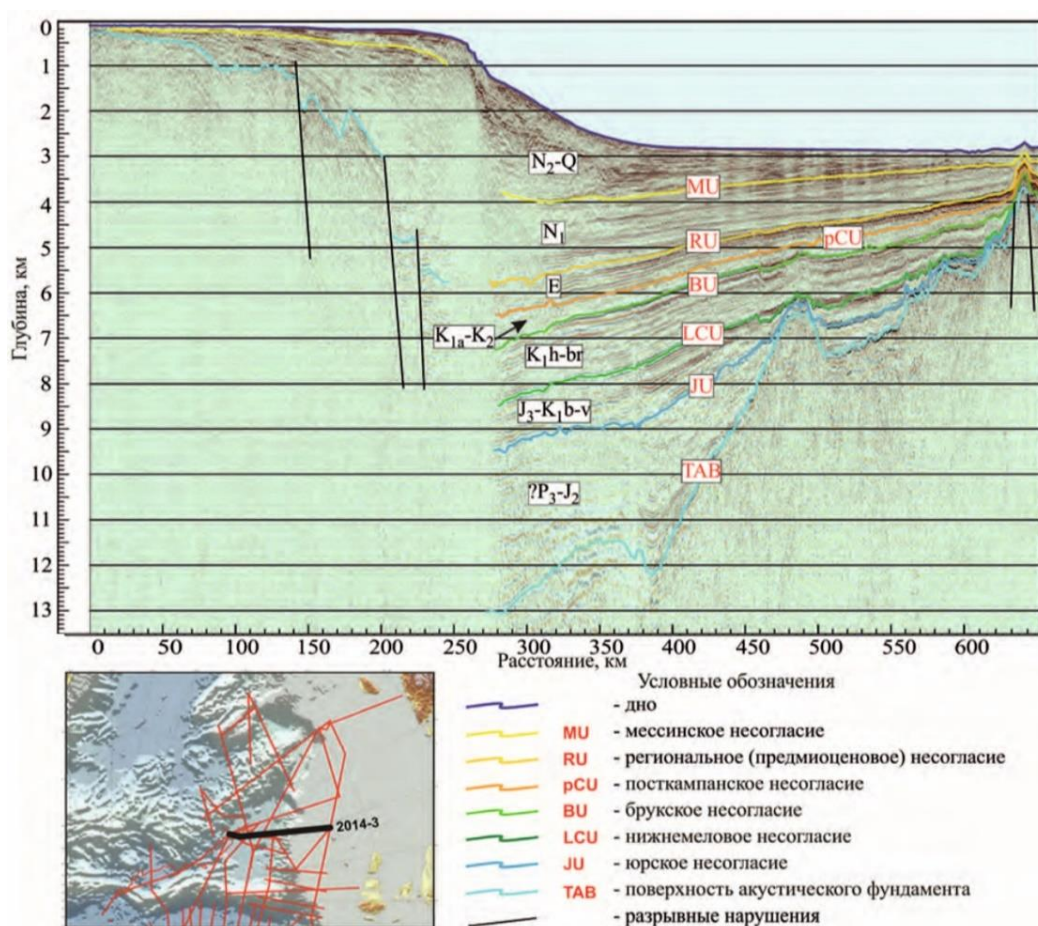 0
1
2
3
4
5
6
7
8
9
10
11
12
13
Глубина, км
N2-Q
MU
N1
RU
pCU
E
BU
K1a-K2
LCU
K1h-br
JU
J3-K1b-v
TAB
?P3-J2
0 50 100 150 200 250 300 350 400 450 500 550 600
Расстояние, км
2014-3
Условные обозначения
- дно
MU - мессинское несогласие
RU - региональное (предмиоценовое) несогласие
pCU - посткампанское несогласие
BU - брукское несогласие
LCU - нижнемеловое несогласие
JU - юрское несогласие
TAB - поверхность акустического фундамента
- разрывные нарушения